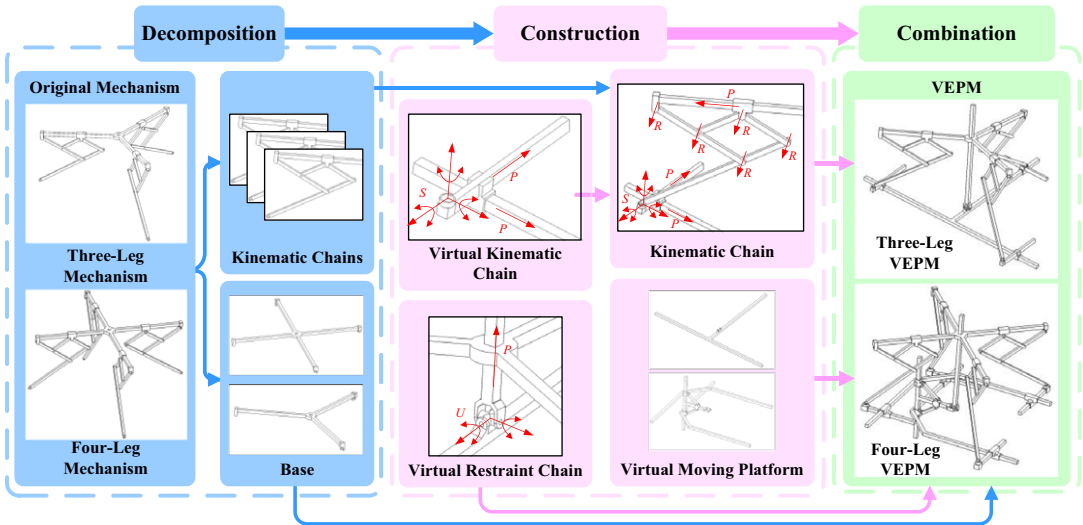 Decomposition
Construction
Combination
Original Mechanism
Three-Leg
Mechanism
Four-Leg
Mechanism
Kinematic Chains
Base
S
P
P
Virtual Kinematic
Chain
P
U
Virtual Restraint Chain
P
R
R
R
R
R
P
S
P
Kinematic Chain
Virtual Moving Platform
VEPM
Three-Leg
VEPM
Four-Leg
VEPM